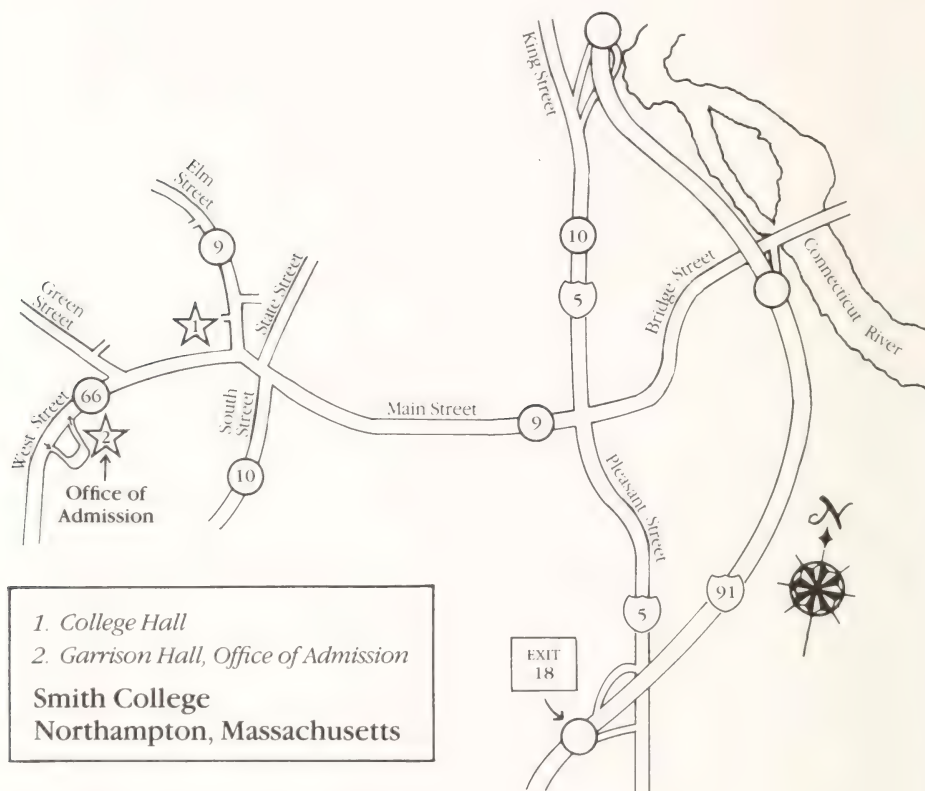 King Street
Elm
Street
9
10
5
State Street
Bridge Street
Connecticut River
Green
Street
1
66
West Street
2
South
Street
10
Main Street
9
Office of
Admission
Pleasant Street
N
91
5
EXIT
18
1. College Hall
2. Garrison Hall, Office of Admission
Smith College
Northampton, Massachusetts